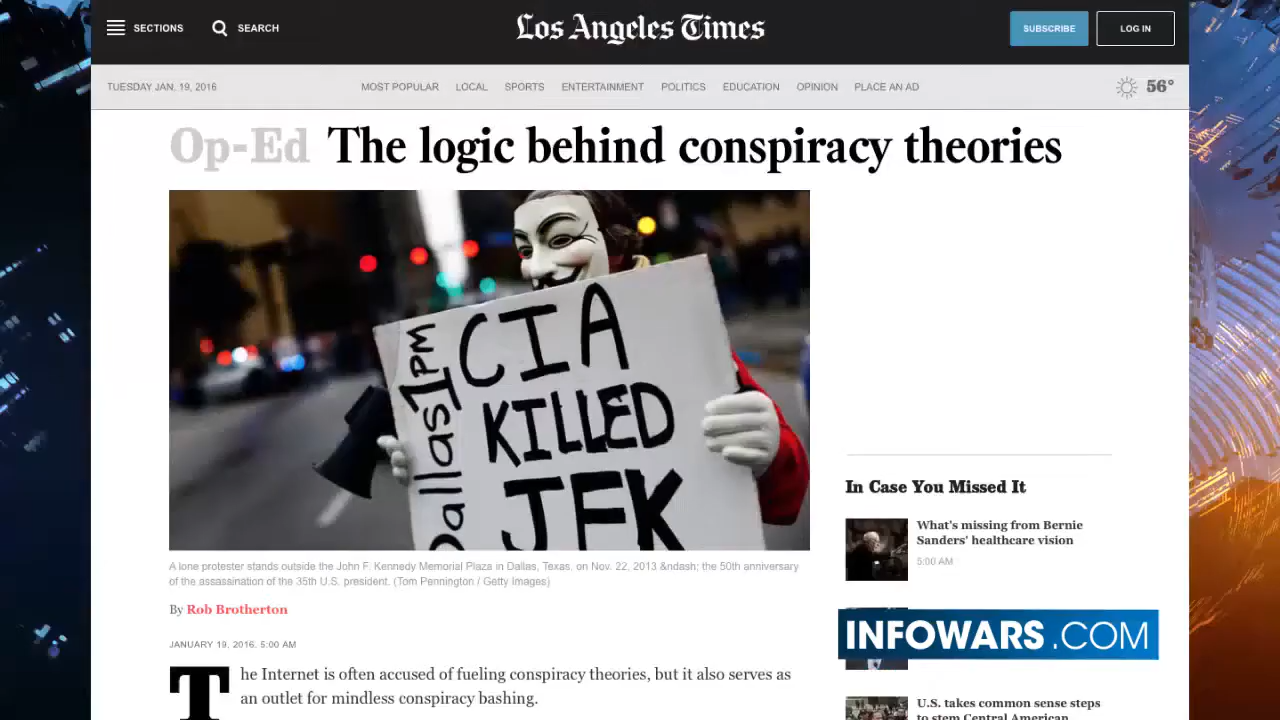 SECTIONS
SEARCH
Los Angeles Times
SUBSCRIBE
LOG IN
TUESDAY JAN. 19, 2016
MOST POPULAR
LOCAL
SPORTS
ENTERTAINMENT
POLITICS
EDUCATION
OPINION
PLACE AN AD
56°
Op-Ed The logic behind conspiracy theories
Dallas 1PM
CIA
KILLED
JFK
A lone protester stands outside the John F. Kennedy Memorial Plaza in Dallas, Texas. on Nov. 22, 2013 &ndash; the 50th anniversary
of the assassination of the 35th U.S. president. (Tom Pennington / Getty Images)
By Rob Brotherton
JANUARY 19, 2016, 5:00 AM
The Internet is often accused of fueling conspiracy theories, but it also serves as
an outlet for mindless conspiracy bashing.
In Case You Missed It
What's missing from Bernie
Sanders' healthcare vision
5:00 AM
INFOWARS.COM
U.S. takes common sense steps
to stem Central American